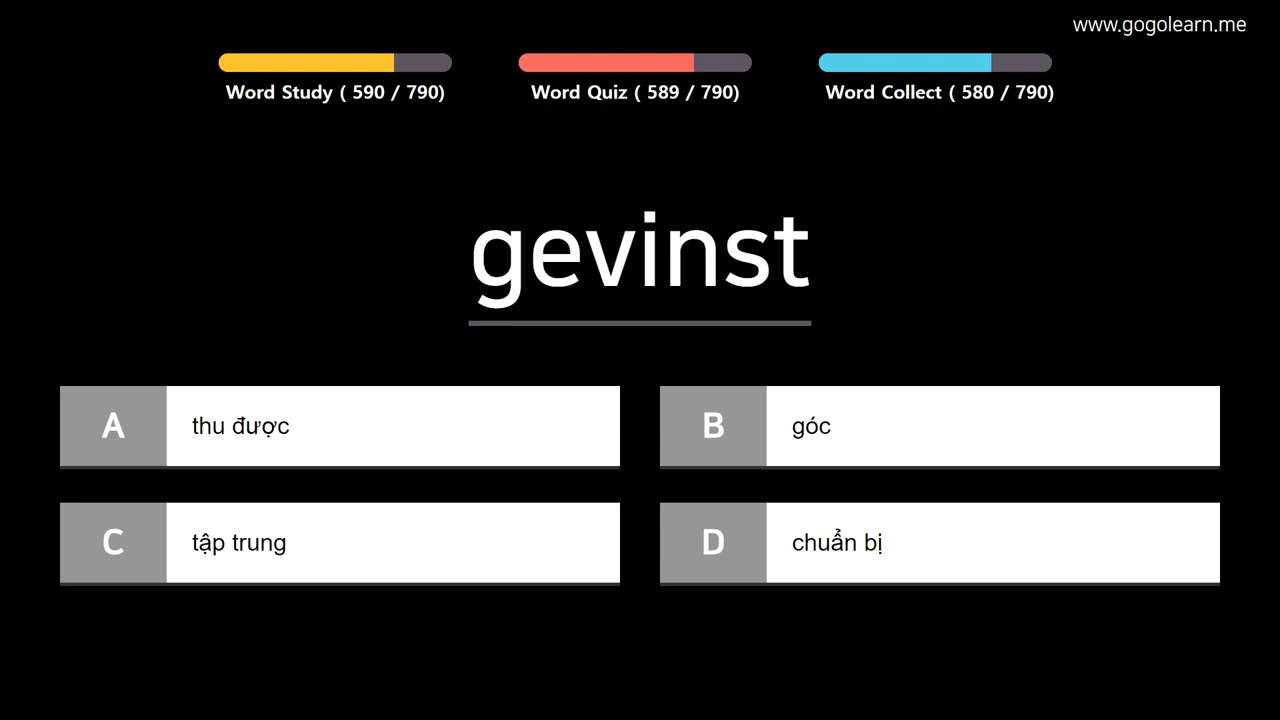 www.gogolearn.me
Word Study ( 590 / 790)
Word Quiz ( 589 / 790)
Word Collect ( 580 / 790)
gevinst
A thu được
B góc
C tập trung
D chuẩn bị